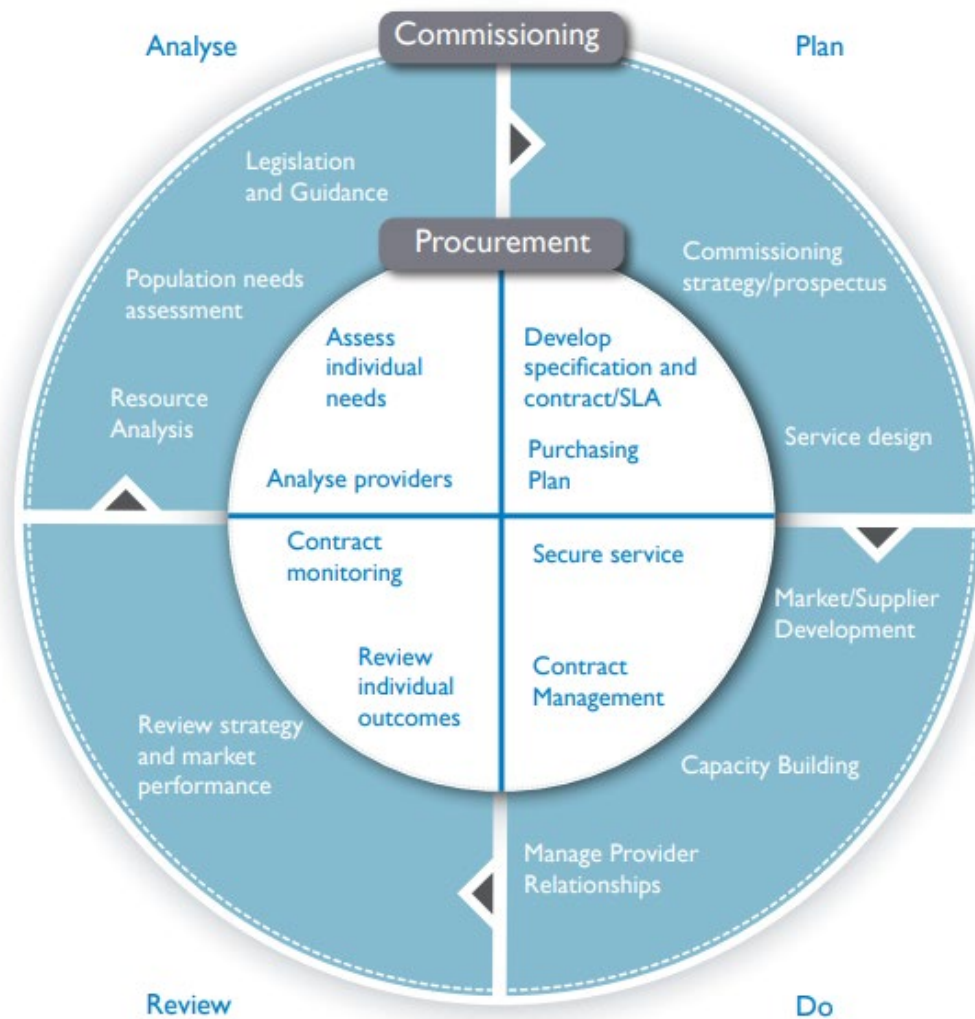 Analyse
Commissioning
Plan
Legislation
and Guidance
Procurement
Commissioning
strategy/prospectus
Population needs
assessment
Assess
individual
needs
Develop
specification and
contract/SLA
Resource
Analysis
Service design
Purchasing
Plan
Analyse providers
Contract
monitoring
Secure service
Market/Supplier
Development
Review
individual
outcomes
Contract
Management
Review strategy
and market
performance
Capacity Building
Manage Provider
Relationships
Review
Do